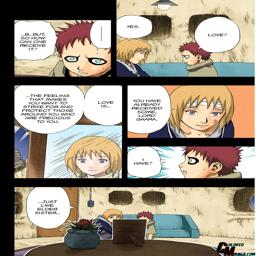 LOVE?
YES...
...B...BUT,
SO HOW
CAN ONE
RECEIVE
IT?
YOU HAVE
ALREADY
RECEIVED
SOME,
LORD
GAARA.
LOVE
IS...
...THE FEELING
THAT MAKES
YOU WANT TO
STRIVE FOR AND
PROTECT THOSE
AROUND YOU
WHO ARE
PRECIOUS
TO YOU.
I
HAVE?
...JUST
LIKE
ELDER
SISTER...